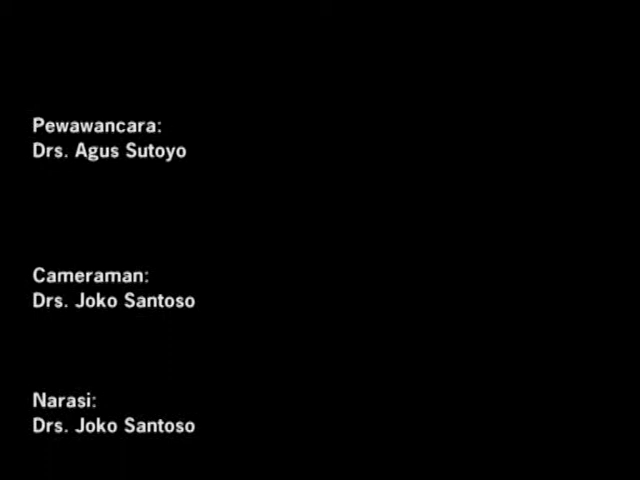 Pewawancara:
Drs. Agus Sutoyo
Cameraman:
Drs. Joko Santoso
Narasi:
Drs. Joko Santoso